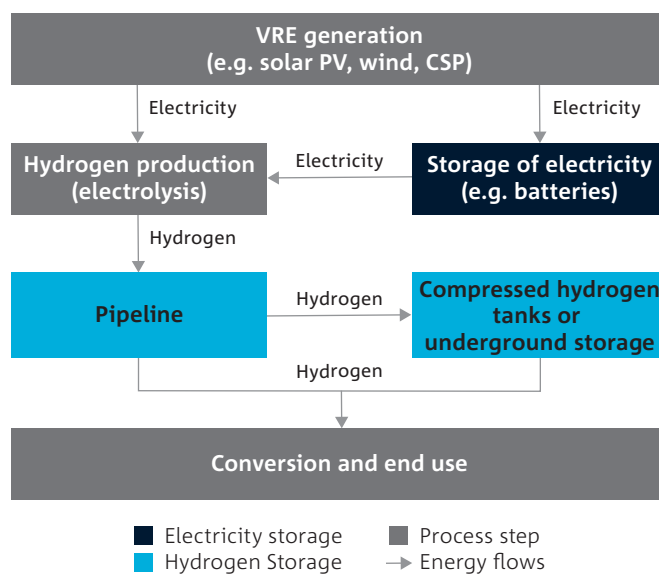 VRE generation
(e.g. solar PV, wind, CSP)
Electricity
Electricity
Hydrogen production
(electrolysis)
Electricity
Storage of electricity
(e.g. batteries)
Hydrogen
Pipeline
Hydrogen
Compressed hydrogen
tanks or
underground storage
Hydrogen
Conversion and end use
Electricity storage
Process step
Hydrogen Storage
Energy flows